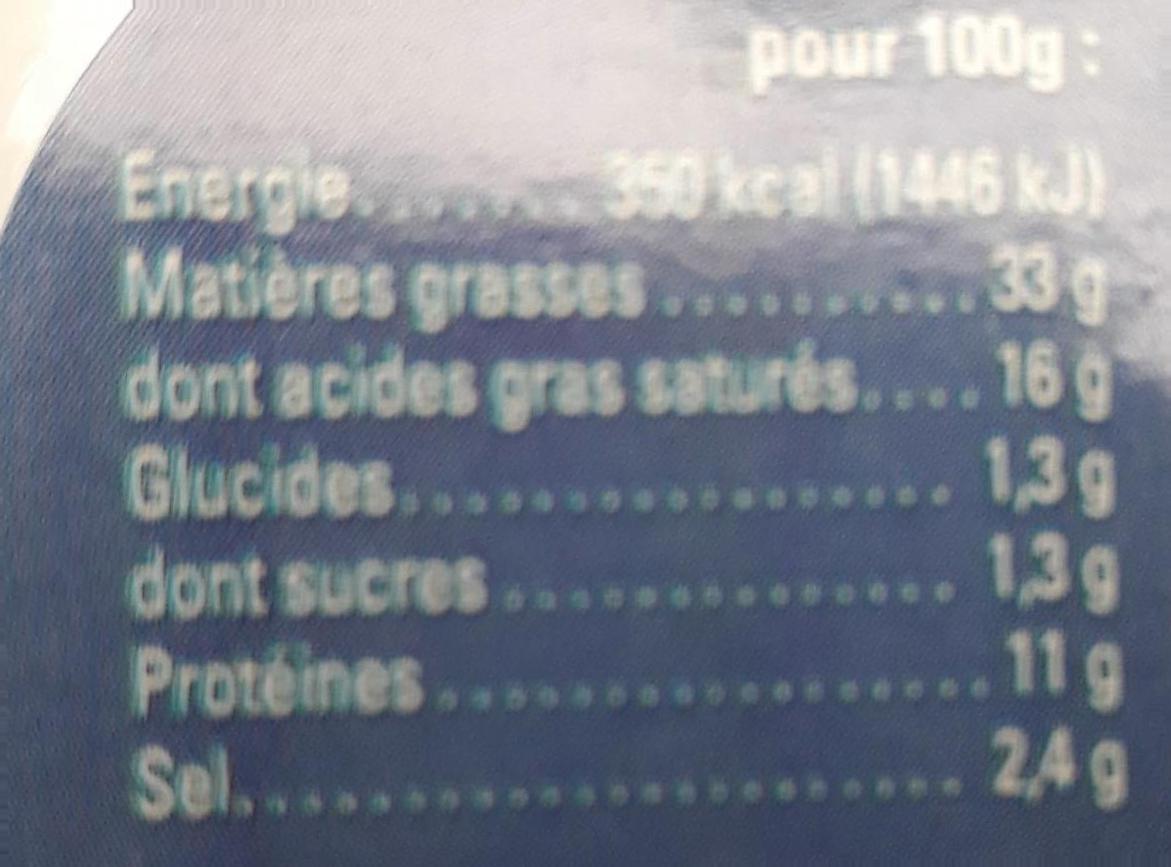 pour 100g :
Énergie........ 350 kcal (1446 kJ)
Matières grasses .......... 33 g
dont acides gras saturés.... 16 g
Glucides................. 1,3 g
dont sucres .............. 1,3 g
Protéines ................. 11 g
Sel...................... 2,4 g